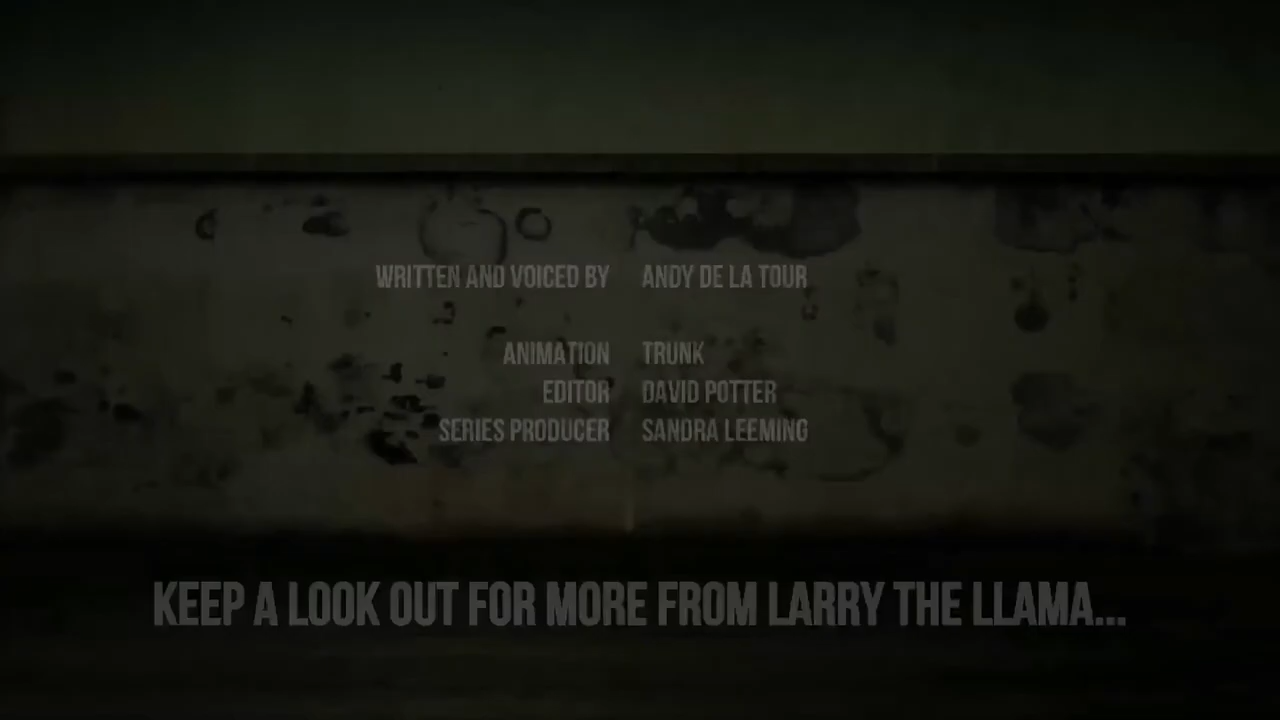 WRITTEN AND VOICED BY ANDY DE LA TOUR
ANIMATION TRUNK
EDITOR DAVID POTTER
SERIES PRODUCER SANDRA LEEMING
KEEP A LOOK OUT FOR MORE FROM LARRY THE LLAMA...